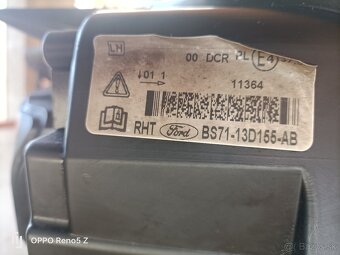 LH
00 DCR PL E4
↓01 1→
11364
RHT Ford BS71-13D155-AB
OPPO Reno5 Z